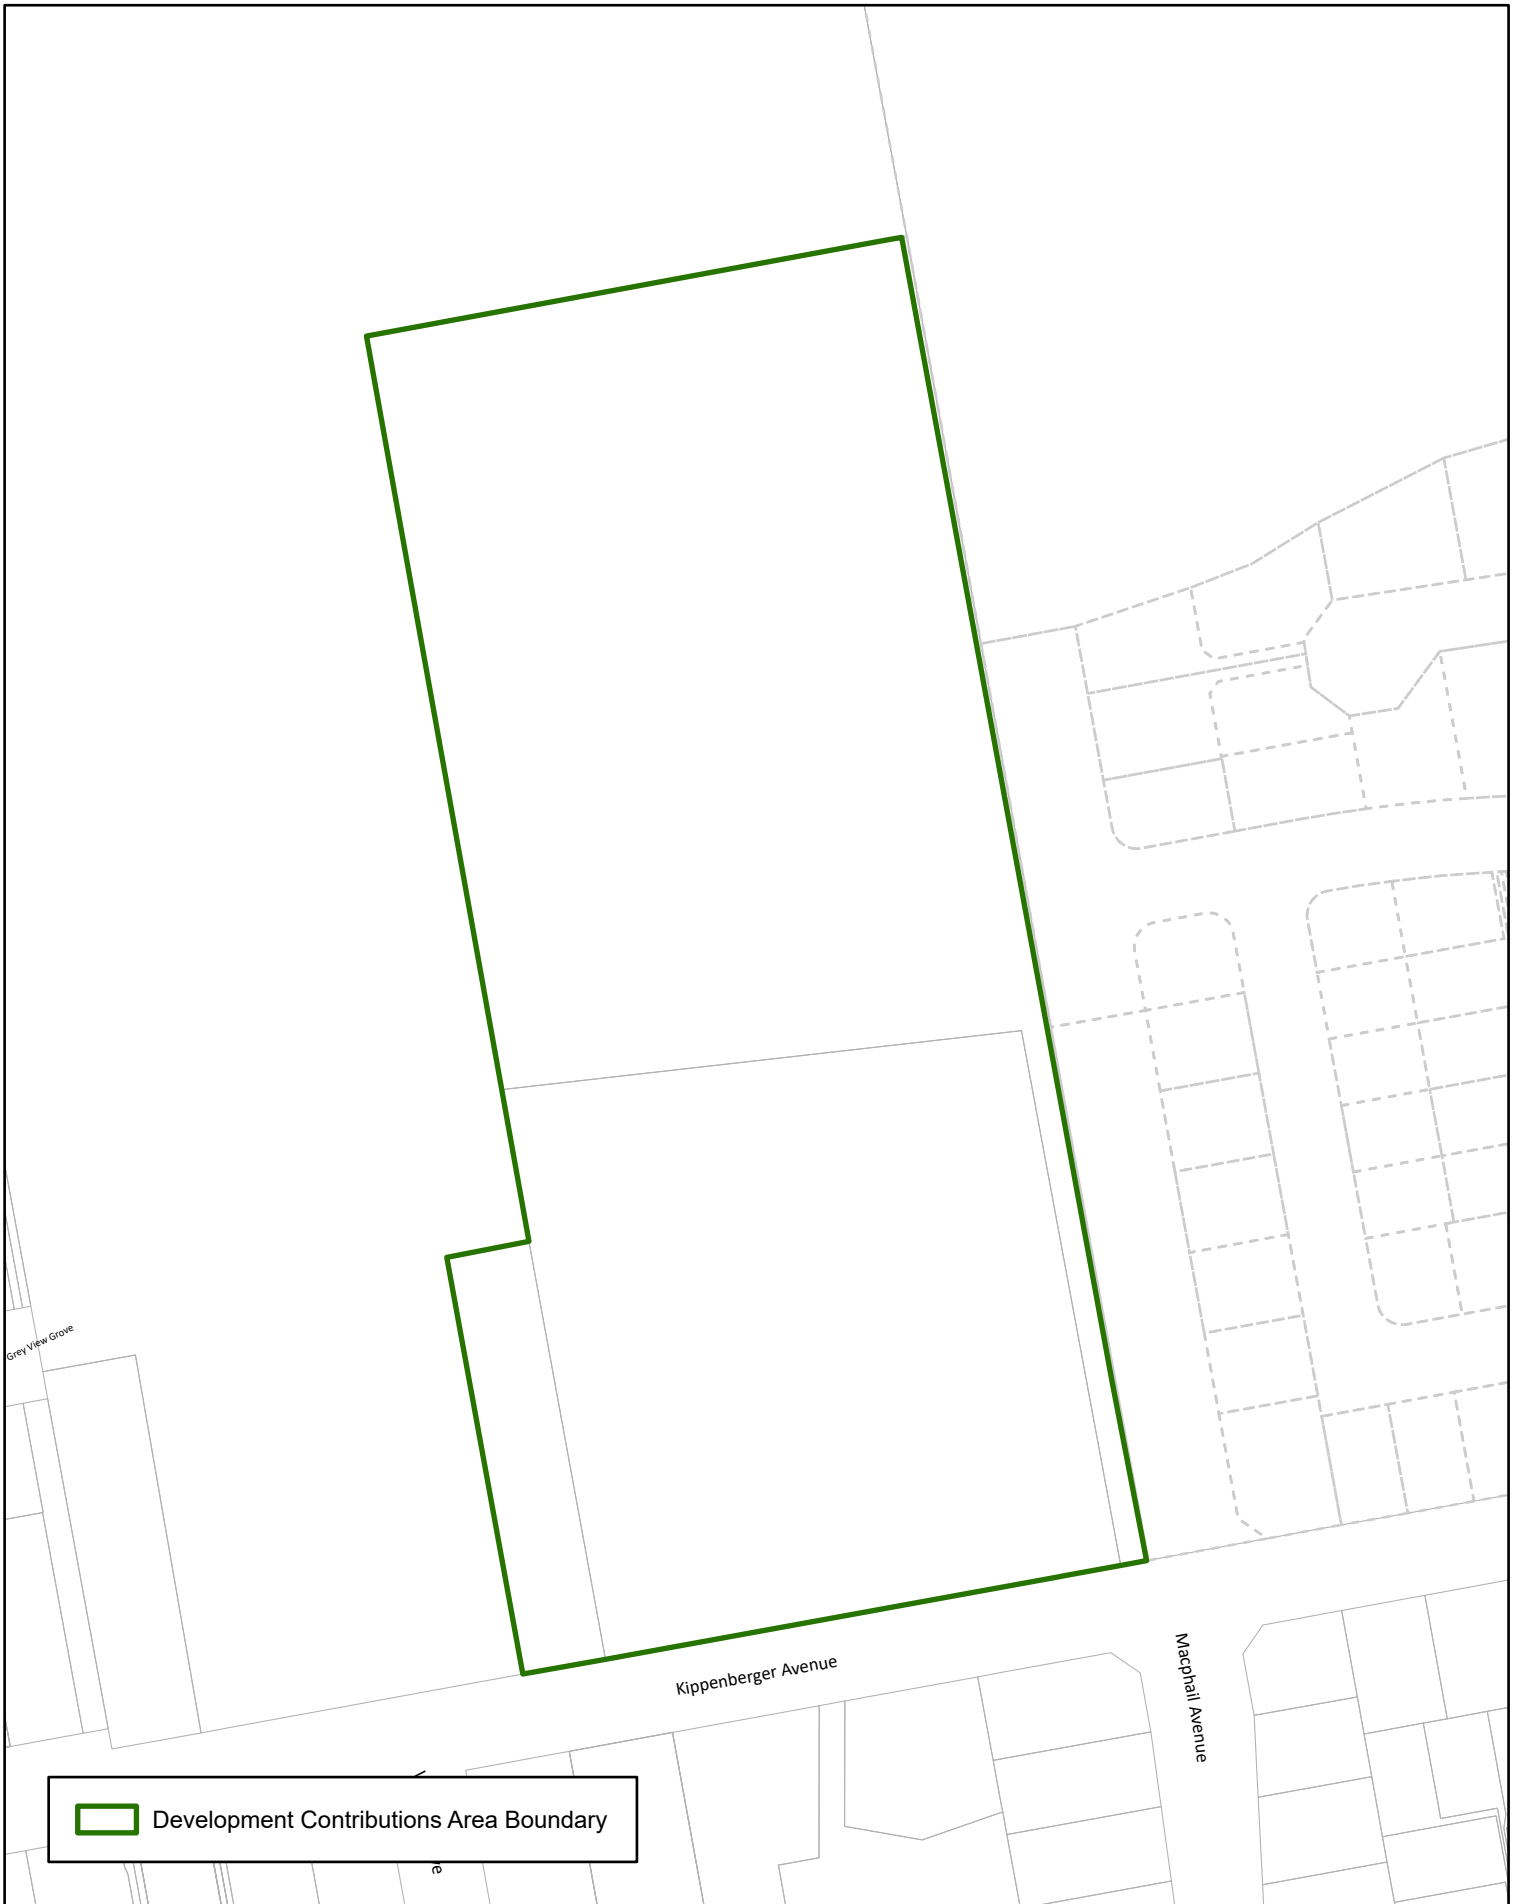 Grey View Grove
Kippenberger Avenue
Macphail Avenue
Development Contributions Area Boundary